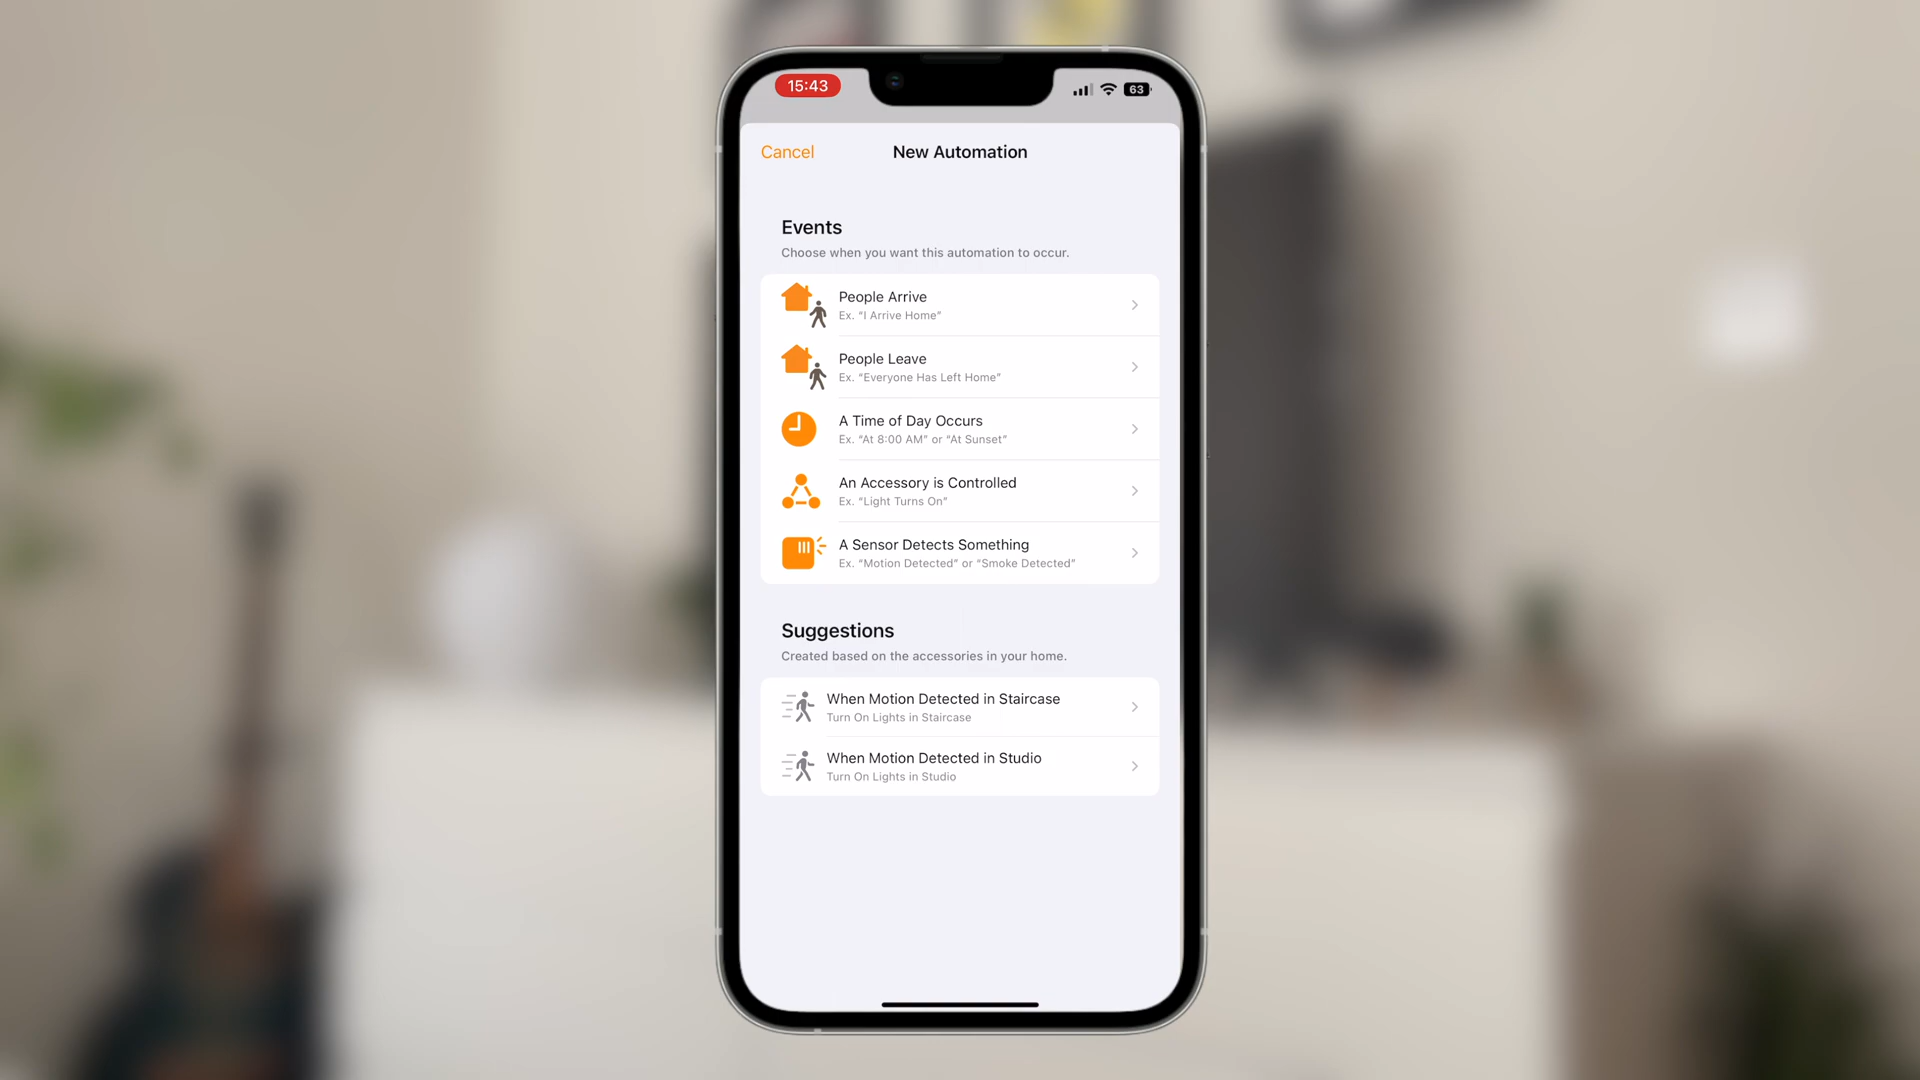 15:43
63
Cancel
New Automation
Events
Choose when you want this automation to occur.
People Arrive
Ex. “I Arrive Home”
People Leave
Ex. “Everyone Has Left Home”
A Time of Day Occurs
Ex. “At 8:00 AM” or “At Sunset”
An Accessory is Controlled
Ex. “Light Turns On”
A Sensor Detects Something
Ex. “Motion Detected” or “Smoke Detected”
Suggestions
Created based on the accessories in your home.
When Motion Detected in Staircase
Turn On Lights in Staircase
When Motion Detected in Studio
Turn On Lights in Studio